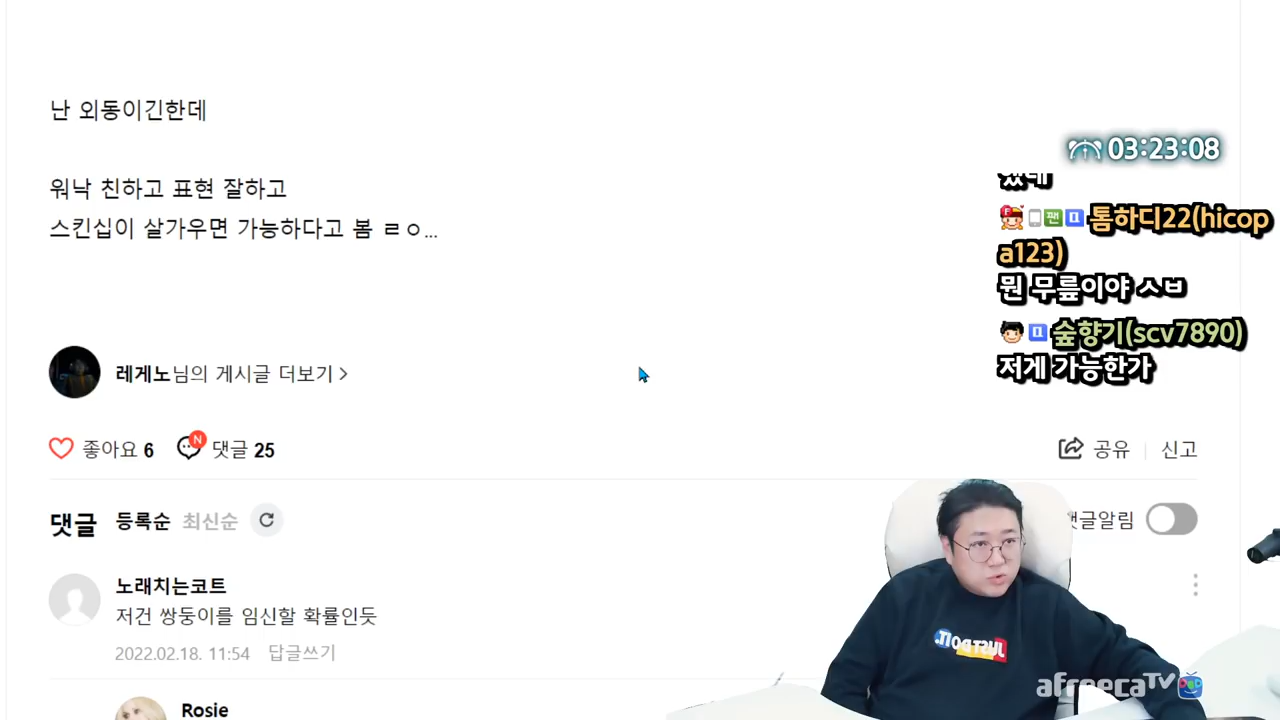 난 외동이긴한데
워낙 친하고 표현 잘하고
스킨십이 살가우면 가능하다고 봄 ㄹㅇ...
레게노님의 게시글 더보기 >
좋아요 6 N 댓글 25
공유 신고
댓글 등록순 최신순
댓글알림
노래치는코트
저건 쌍둥이를 임신할 확률인듯
2022.02.18. 11:54 답글쓰기
Rosie
03:23:08
F 팬 톰하디22(hicop
a123)
뭔 무릎이야 ㅅㅂ
숲향기(scv7890)
저게 가능한가
JUST DO IT.
afreecaTV